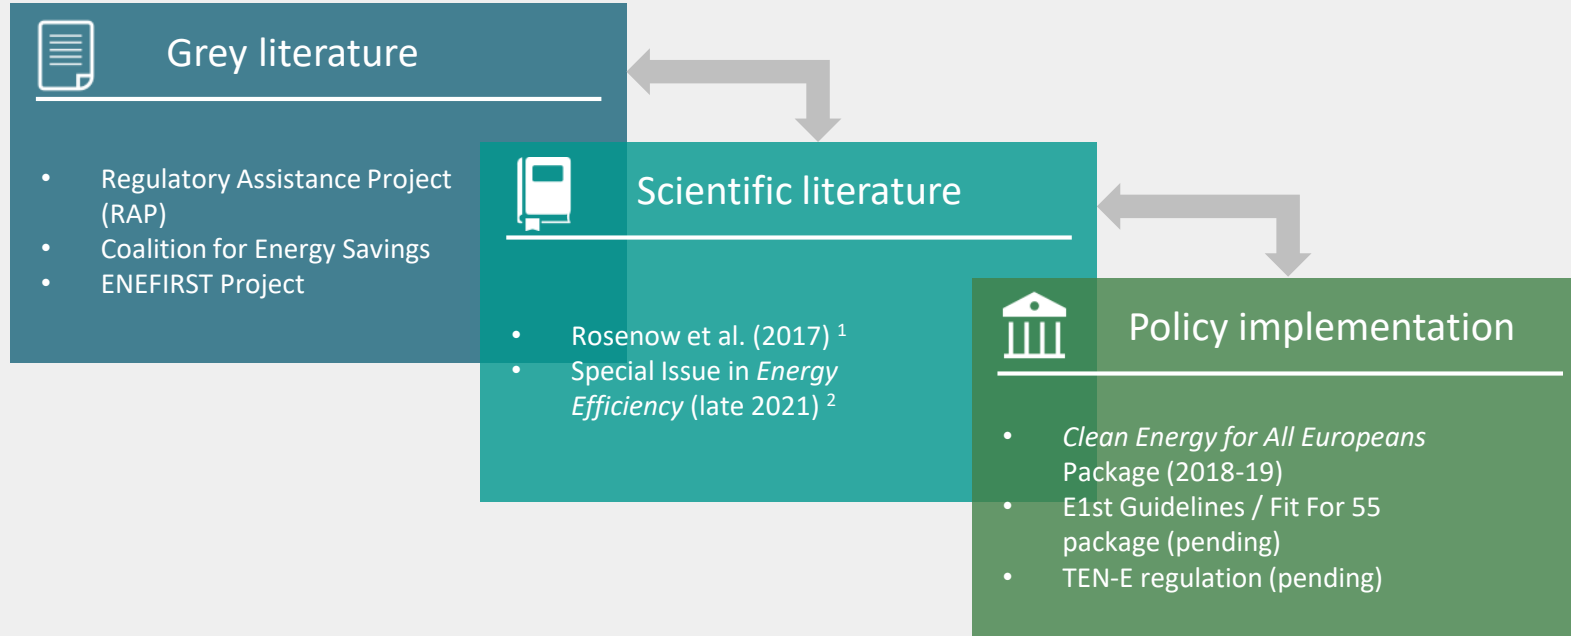 Grey literature
• Regulatory Assistance Project
(RAP)
• Coalition for Energy Savings
• ENEFIRST Project
Scientific literature
• Rosenow et al. (2017) 1
• Special Issue in Energy
Efficiency (late 2021) 2
Policy implementation
• Clean Energy for All Europeans
Package (2018-19)
• E1st Guidelines / Fit For 55
package (pending)
• TEN-E regulation (pending)